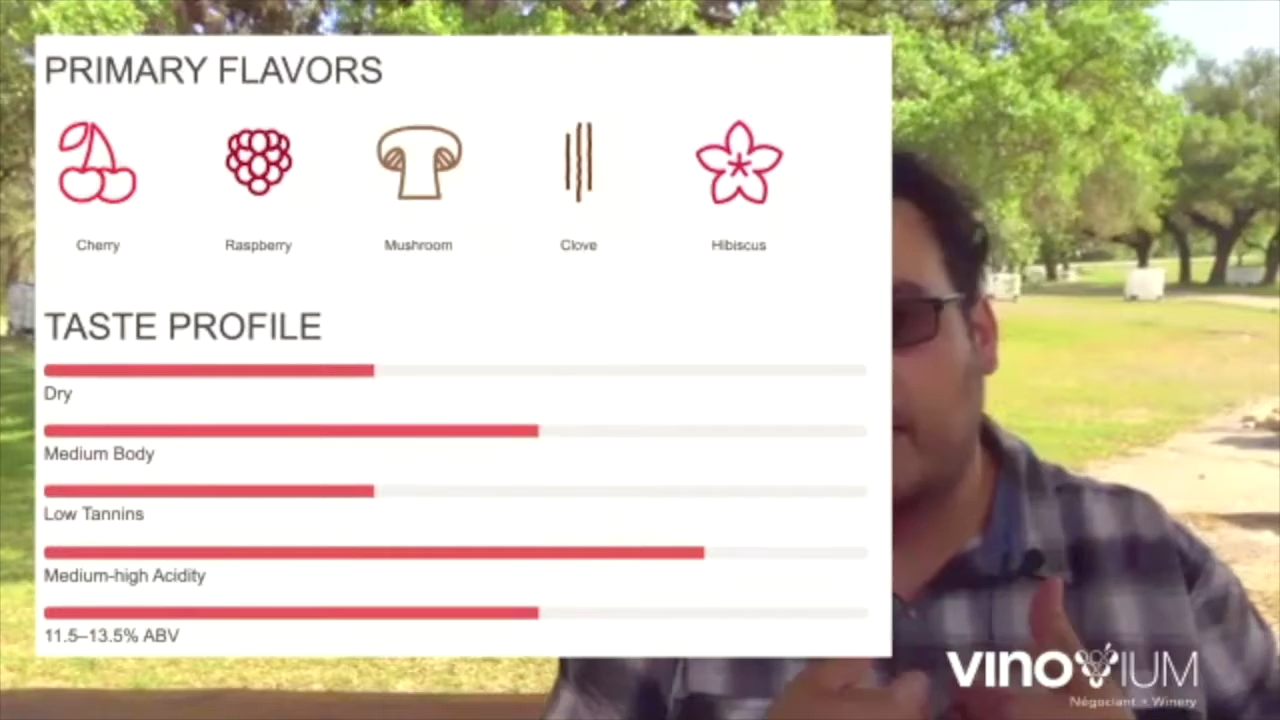 PRIMARY FLAVORS
Cherry Raspberry Mushroom Clove Hibiscus
TASTE PROFILE
Dry
Medium Body
Low Tannins
Medium-high Acidity
11.5–13.5% ABV
VINOVIUM
Négociant • Winery